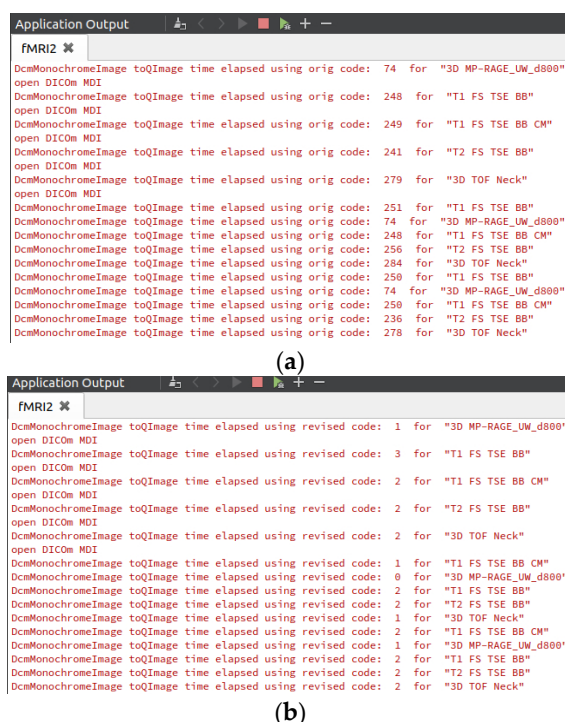 Application Output
fMRI2
DcmMonochromeImage toQImage time elapsed using orig code: 74 for "3D MP-RAGE_UW_d800"
open DICOm MDI
DcmMonochromeImage toQImage time elapsed using orig code: 248 for "T1 FS TSE BB"
open DICOm MDI
DcmMonochromeImage toQImage time elapsed using orig code: 249 for "T1 FS TSE BB CM"
open DICOm MDI
DcmMonochromeImage toQImage time elapsed using orig code: 241 for "T2 FS TSE BB"
open DICOm MDI
DcmMonochromeImage toQImage time elapsed using orig code: 279 for "3D TOF Neck"
open DICOm MDI
DcmMonochromeImage toQImage time elapsed using orig code: 251 for "T1 FS TSE BB"
DcmMonochromeImage toQImage time elapsed using orig code: 74 for "3D MP-RAGE_UW_d800"
DcmMonochromeImage toQImage time elapsed using orig code: 248 for "T1 FS TSE BB CM"
DcmMonochromeImage toQImage time elapsed using orig code: 256 for "T2 FS TSE BB"
DcmMonochromeImage toQImage time elapsed using orig code: 284 for "3D TOF Neck"
DcmMonochromeImage toQImage time elapsed using orig code: 250 for "T1 FS TSE BB"
DcmMonochromeImage toQImage time elapsed using orig code: 74 for "3D MP-RAGE_UW_d800"
DcmMonochromeImage toQImage time elapsed using orig code: 250 for "T1 FS TSE BB CM"
DcmMonochromeImage toQImage time elapsed using orig code: 236 for "T2 FS TSE BB"
DcmMonochromeImage toQImage time elapsed using orig code: 278 for "3D TOF Neck"
(a)
Application Output
fMRI2
DcmMonochromeImage toQImage time elapsed using revised code: 1 for "3D MP-RAGE_UW_d800"
open DICOm MDI
DcmMonochromeImage toQImage time elapsed using revised code: 3 for "T1 FS TSE BB"
open DICOm MDI
DcmMonochromeImage toQImage time elapsed using revised code: 2 for "T1 FS TSE BB CM"
open DICOm MDI
DcmMonochromeImage toQImage time elapsed using revised code: 2 for "T2 FS TSE BB"
open DICOm MDI
DcmMonochromeImage toQImage time elapsed using revised code: 2 for "3D TOF Neck"
open DICOm MDI
DcmMonochromeImage toQImage time elapsed using revised code: 1 for "T1 FS TSE BB CM"
DcmMonochromeImage toQImage time elapsed using revised code: 0 for "3D MP-RAGE_UW_d800"
DcmMonochromeImage toQImage time elapsed using revised code: 2 for "T1 FS TSE BB"
DcmMonochromeImage toQImage time elapsed using revised code: 2 for "T2 FS TSE BB"
DcmMonochromeImage toQImage time elapsed using revised code: 1 for "3D TOF Neck"
DcmMonochromeImage toQImage time elapsed using revised code: 2 for "T1 FS TSE BB CM"
DcmMonochromeImage toQImage time elapsed using revised code: 1 for "3D MP-RAGE_UW_d800"
DcmMonochromeImage toQImage time elapsed using revised code: 2 for "T1 FS TSE BB"
DcmMonochromeImage toQImage time elapsed using revised code: 2 for "T2 FS TSE BB"
DcmMonochromeImage toQImage time elapsed using revised code: 2 for "3D TOF Neck"
(b)